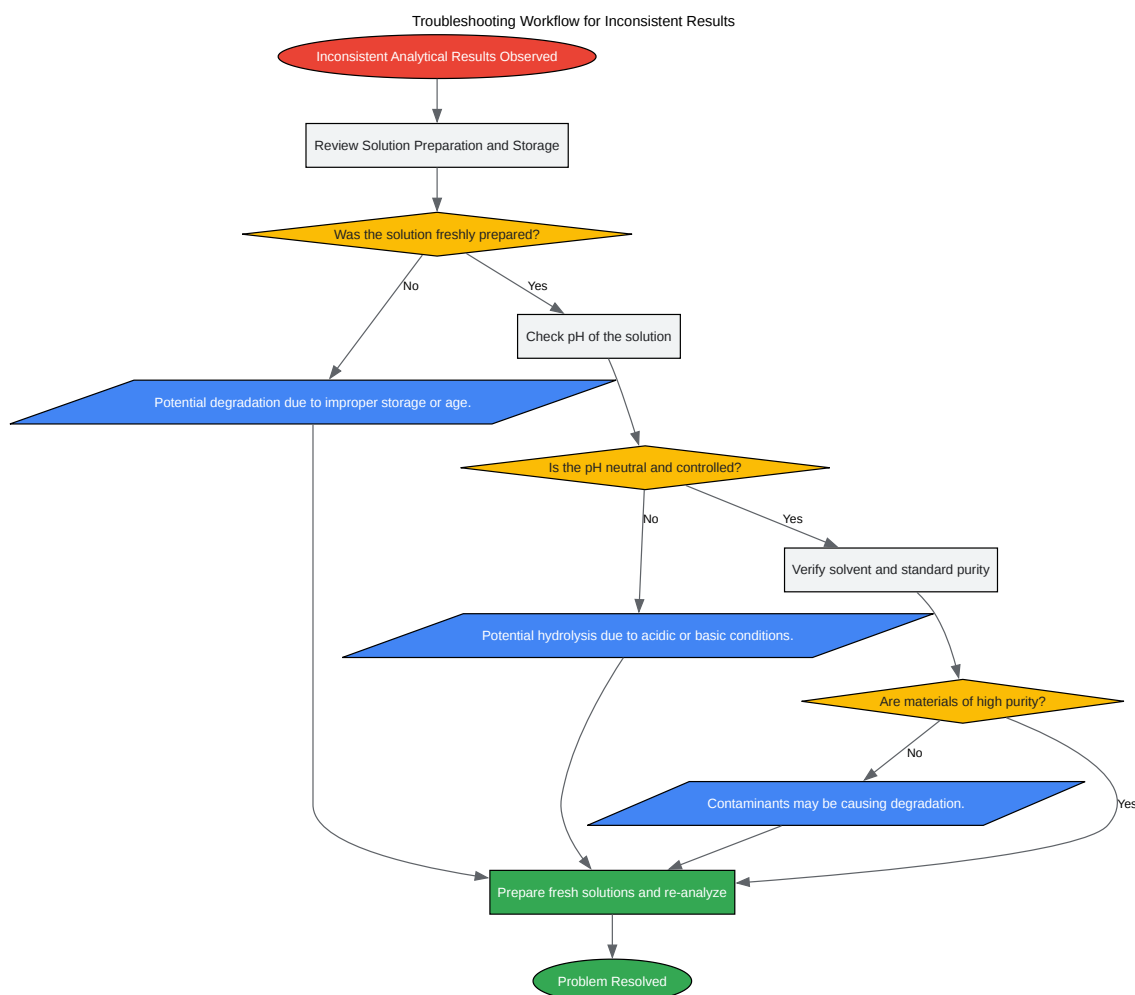 Troubleshooting Workflow for Inconsistent Results
Inconsistent Analytical Results Observed
Review Solution Preparation and Storage
Was the solution freshly prepared?
No
Yes
Check pH of the solution
Potential degradation due to improper storage or age.
Is the pH neutral and controlled?
No
Yes
Verify solvent and standard purity
Potential hydrolysis due to acidic or basic conditions.
Are materials of high purity?
No
Yes
Contaminants may be causing degradation.
Prepare fresh solutions and re-analyze
Problem Resolved